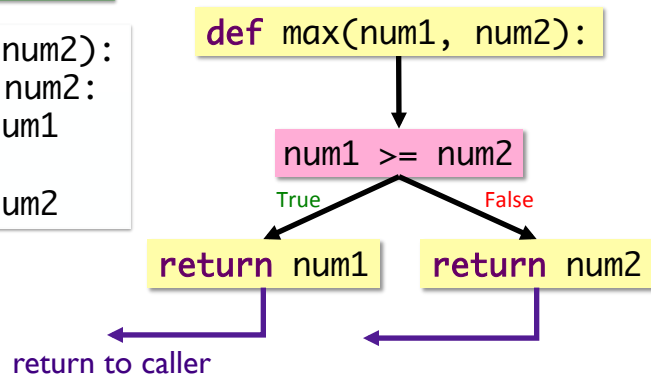 num2):
num2:
um1
um2
def max(num1, num2):
num1 >= num2
True
False
return num1
return num2
return to caller